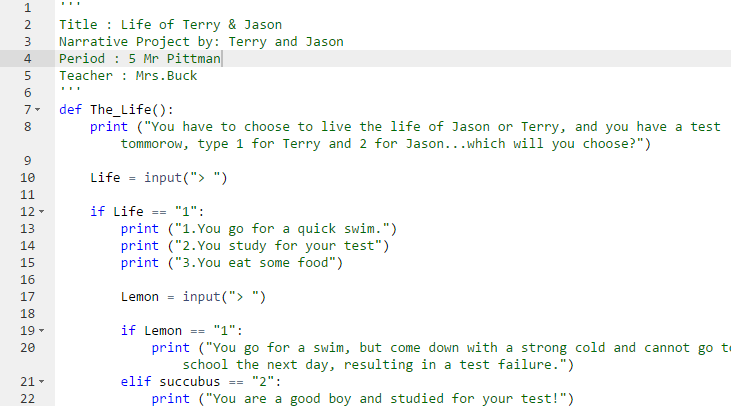 1 '''
2 Title : Life of Terry & Jason
3 Narrative Project by: Terry and Jason
4 Period : 5 Mr Pittman
5 Teacher : Mrs.Buck
6 '''
7 def The_Life():
8 print ("You have to choose to live the life of Jason or Terry, and you have a test
tommorow, type 1 for Terry and 2 for Jason...which will you choose?")
9
10 Life = input("> ")
11
12 if Life == "1":
13 print ("1.You go for a quick swim.")
14 print ("2.You study for your test")
15 print ("3.You eat some food")
16
17 Lemon = input("> ")
18
19 if Lemon == "1":
20 print ("You go for a swim, but come down with a strong cold and cannot go to
school the next day, resulting in a test failure.")
21 elif succubus == "2":
22 print ("You are a good boy and studied for your test!")